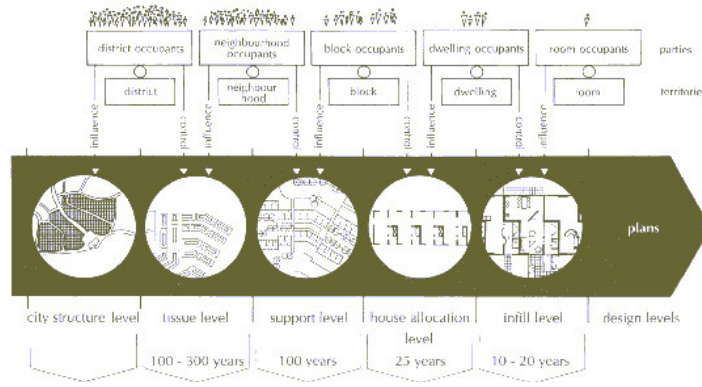 district occupants
neighbourhood
occupants
block occupants
dwelling occupants
room occupants
parties
district
neighbour
hood
block
dwelling
room
territories
influence
control
influence
control
influence
control
influence
control
influence
plans
city structure level
tissue level
support level
house allocation
level
infill level
design levels
100 - 300 years
100 years
25 years
10 - 20 years